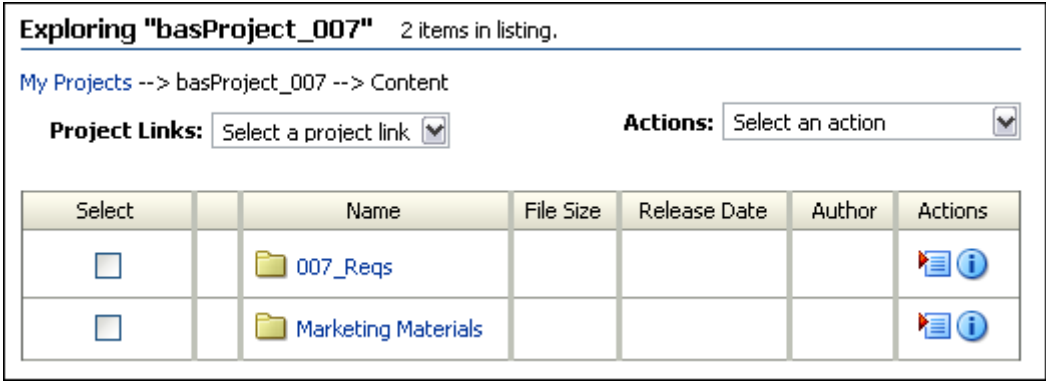 Exploring "basProject_007" 2 items in listing.
My Projects --> basProject_007 --> Content
Project Links: Select a project link Actions: Select an action
Select Name File Size Release Date Author Actions
007_Reqs
Marketing Materials